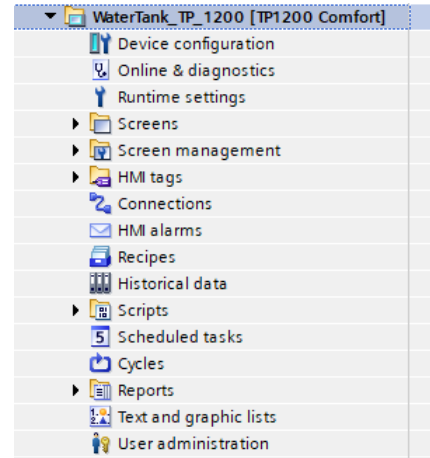 WaterTank_TP_1200 [TP1200 Comfort]
Device configuration
Online & diagnostics
Runtime settings
Screens
Screen management
HMI tags
Connections
HMI alarms
Recipes
Historical data
Scripts
5 Scheduled tasks
Cycles
Reports
Text and graphic lists
User administration